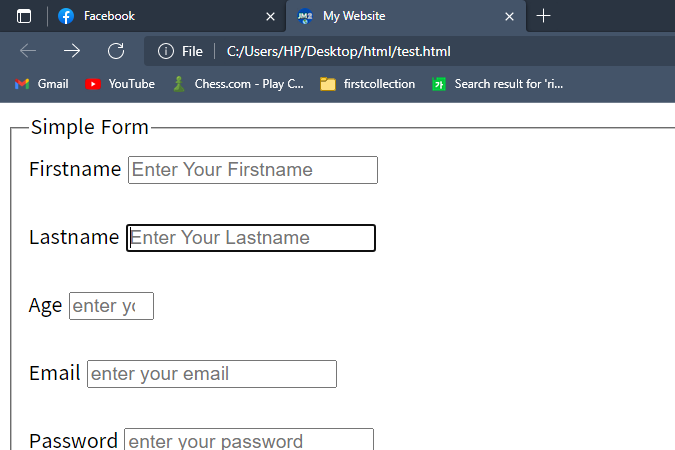 Facebook
My Website
File C:/Users/HP/Desktop/html/test.html
Gmail YouTube Chess.com - Play C... firstcollection Search result for 'ri...
Simple Form
Firstname Enter Your Firstname
Lastname Enter Your Lastname
Age enter yo
Email enter your email
Password enter your password